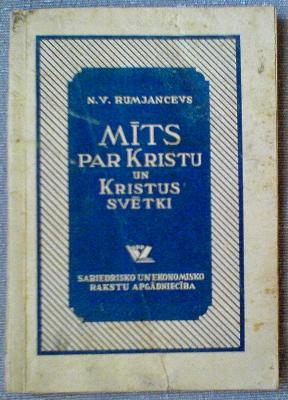 N.V. RUMJANCEVS
MĪTS
PAR KRISTU
UN
KRISTUS
SVĒTKI
SABIEDRISKO UN EKONOMISKO
RAKSTU APGĀDNIECĪBA